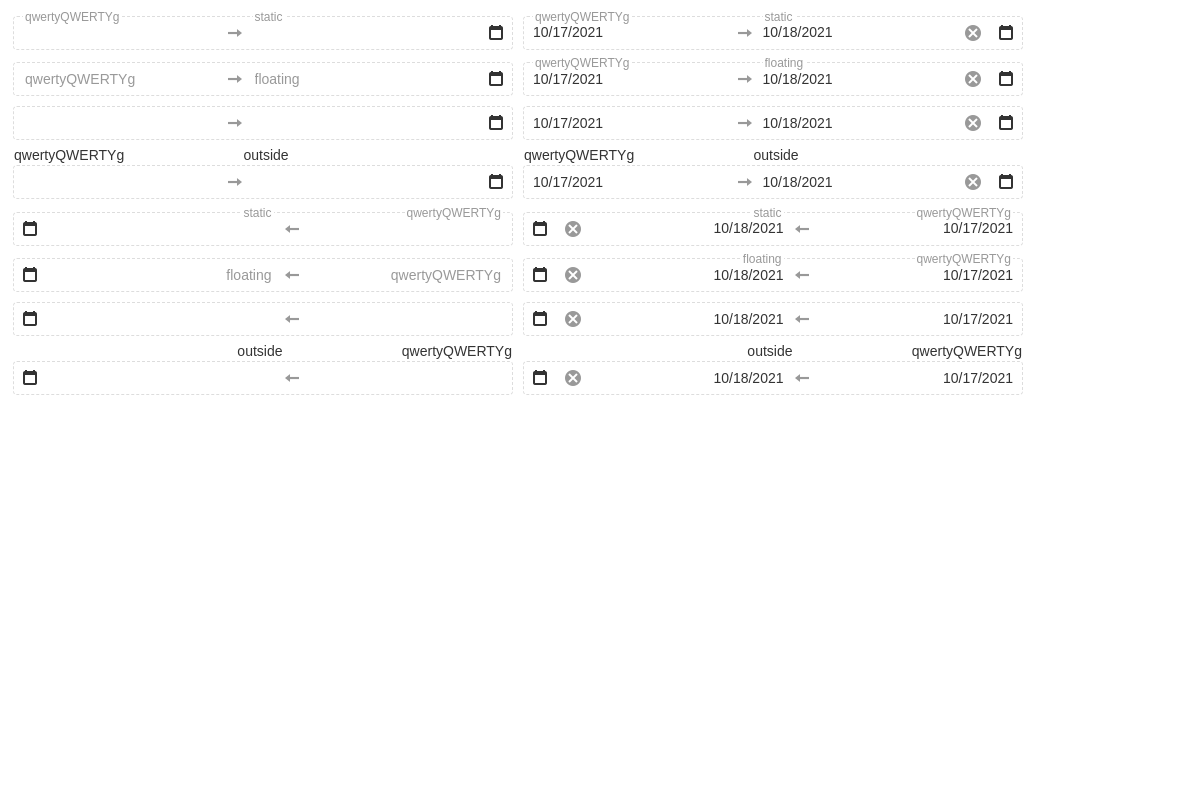 qwertyQWERTYg static qwertyQWERTYg static
10/17/2021 10/18/2021
qwertyQWERTYg floating
qwertyQWERTYg floating 10/17/2021 10/18/2021
10/17/2021 10/18/2021
qwertyQWERTYg outside qwertyQWERTYg outside
10/17/2021 10/18/2021
static qwertyQWERTYg static qwertyQWERTYg
10/18/2021 10/17/2021
floating qwertyQWERTYg
floating qwertyQWERTYg 10/18/2021 10/17/2021
10/18/2021 10/17/2021
outside qwertyQWERTYg outside qwertyQWERTYg
10/18/2021 10/17/2021